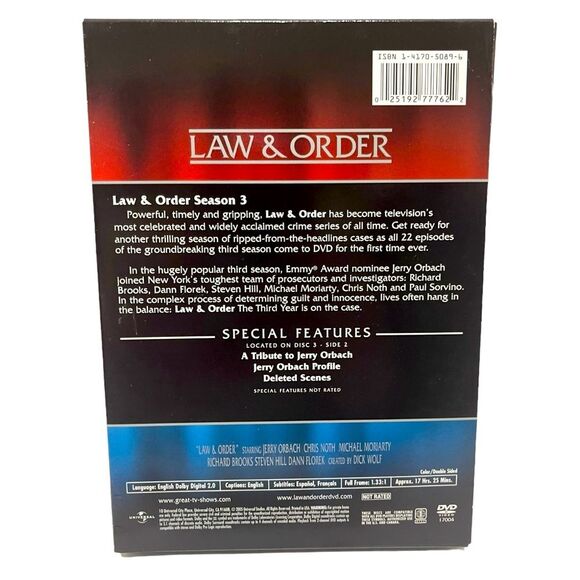 ISBN 1-4170-5089-6
0 25192 77762 2
LAW & ORDER
Law & Order Season 3
Powerful, timely and gripping, Law & Order has become television's
most celebrated and widely acclaimed crime series of all time. Get ready for
another thrilling season of ripped-from-the-headlines cases as all 22 episodes
of the groundbreaking third season come to DVD for the first time ever!
In the hugely popular third season, Emmy® Award nominee Jerry Orbach
joined New York's toughest team of prosecutors and investigators: Richard
Brooks, Dann Florek, Steven Hill, Michael Moriarty, Chris Noth and Paul Sorvino.
In the complex process of determining guilt and innocence, lives often hang in
the balance: Law & Order The Third Year is on the case.
SPECIAL FEATURES
LOCATED ON DISC 3 - SIDE 2
A Tribute to Jerry Orbach
Jerry Orbach Profile
Deleted Scenes
SPECIAL FEATURES NOT RATED
"LAW & ORDER" STARRING JERRY ORBACH CHRIS NOTH MICHAEL MORIARTY
RICHARD BROOKS STEVEN HILL DANN FLOREK CREATED BY DICK WOLF
Color/Double Sided
Language: English Dolby Digital 2.0 Captions: English Subtitles: Español, Français Full Frame: 1.33:1 Approx. 17 Hrs. 25 Mins.
www.great-tv-shows.com www.lawandorderdvd.com NOT RATED
UNIVERSAL
DVD
VIDEO
17004